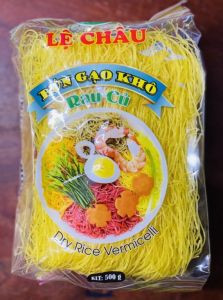 LỆ CHÂU
BÚN GẠO KHÔ
Rau Củ
Dry Rice Vermicelli
NET: 500 g